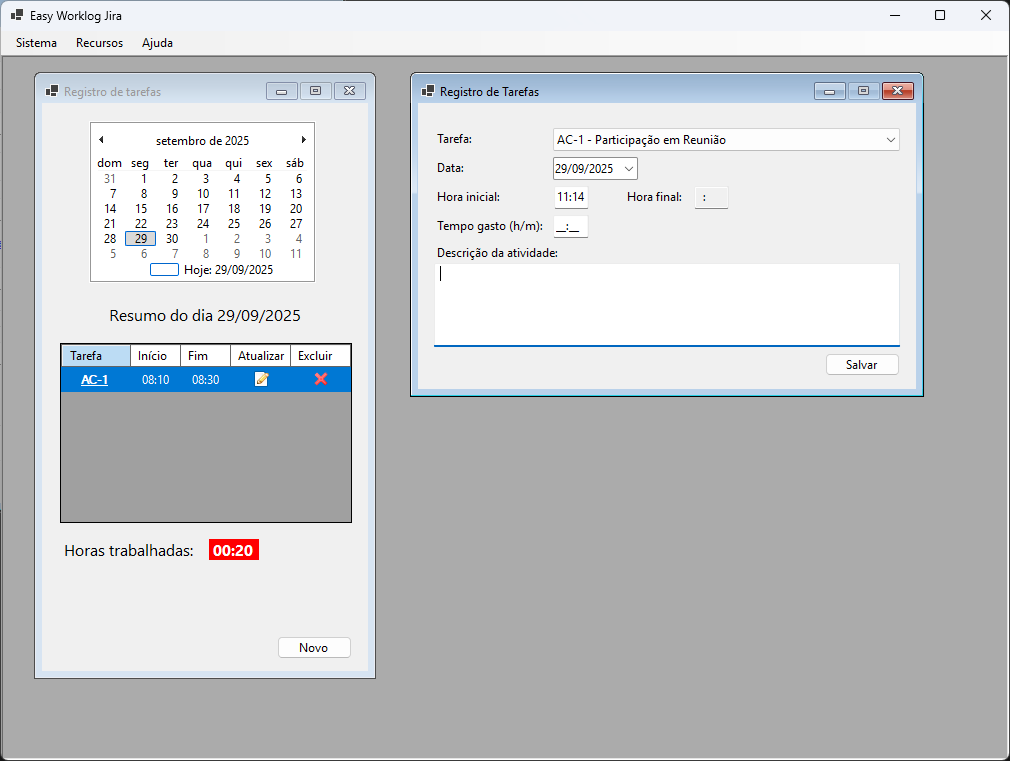 Easy Worklog Jira
Sistema Recursos Ajuda
Registro de tarefas
setembro de 2025
dom seg ter qua qui sex sáb
31 1 2 3 4 5 6
7 8 9 10 11 12 13
14 15 16 17 18 19 20
21 22 23 24 25 26 27
28 29 30 1 2 3 4
5 6 7 8 9 10 11
Hoje: 29/09/2025
Resumo do dia 29/09/2025
Tarefa Início Fim Atualizar Excluir
AC-1 08:10 08:30
Horas trabalhadas: 00:20
Novo
Registro de Tarefas
Tarefa: AC-1 - Participação em Reunião
Data: 29/09/2025
Hora inicial: 11:14 Hora final: :
Tempo gasto (h/m): __:__
Descrição da atividade:
Salvar